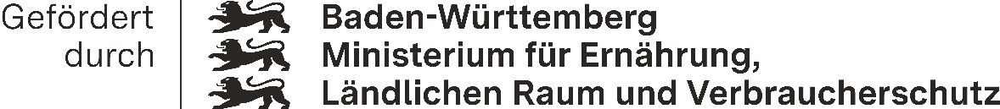 Gefördert
durch
Baden-Württemberg
Ministerium für Ernährung,
Ländlichen Raum und Verbraucherschutz